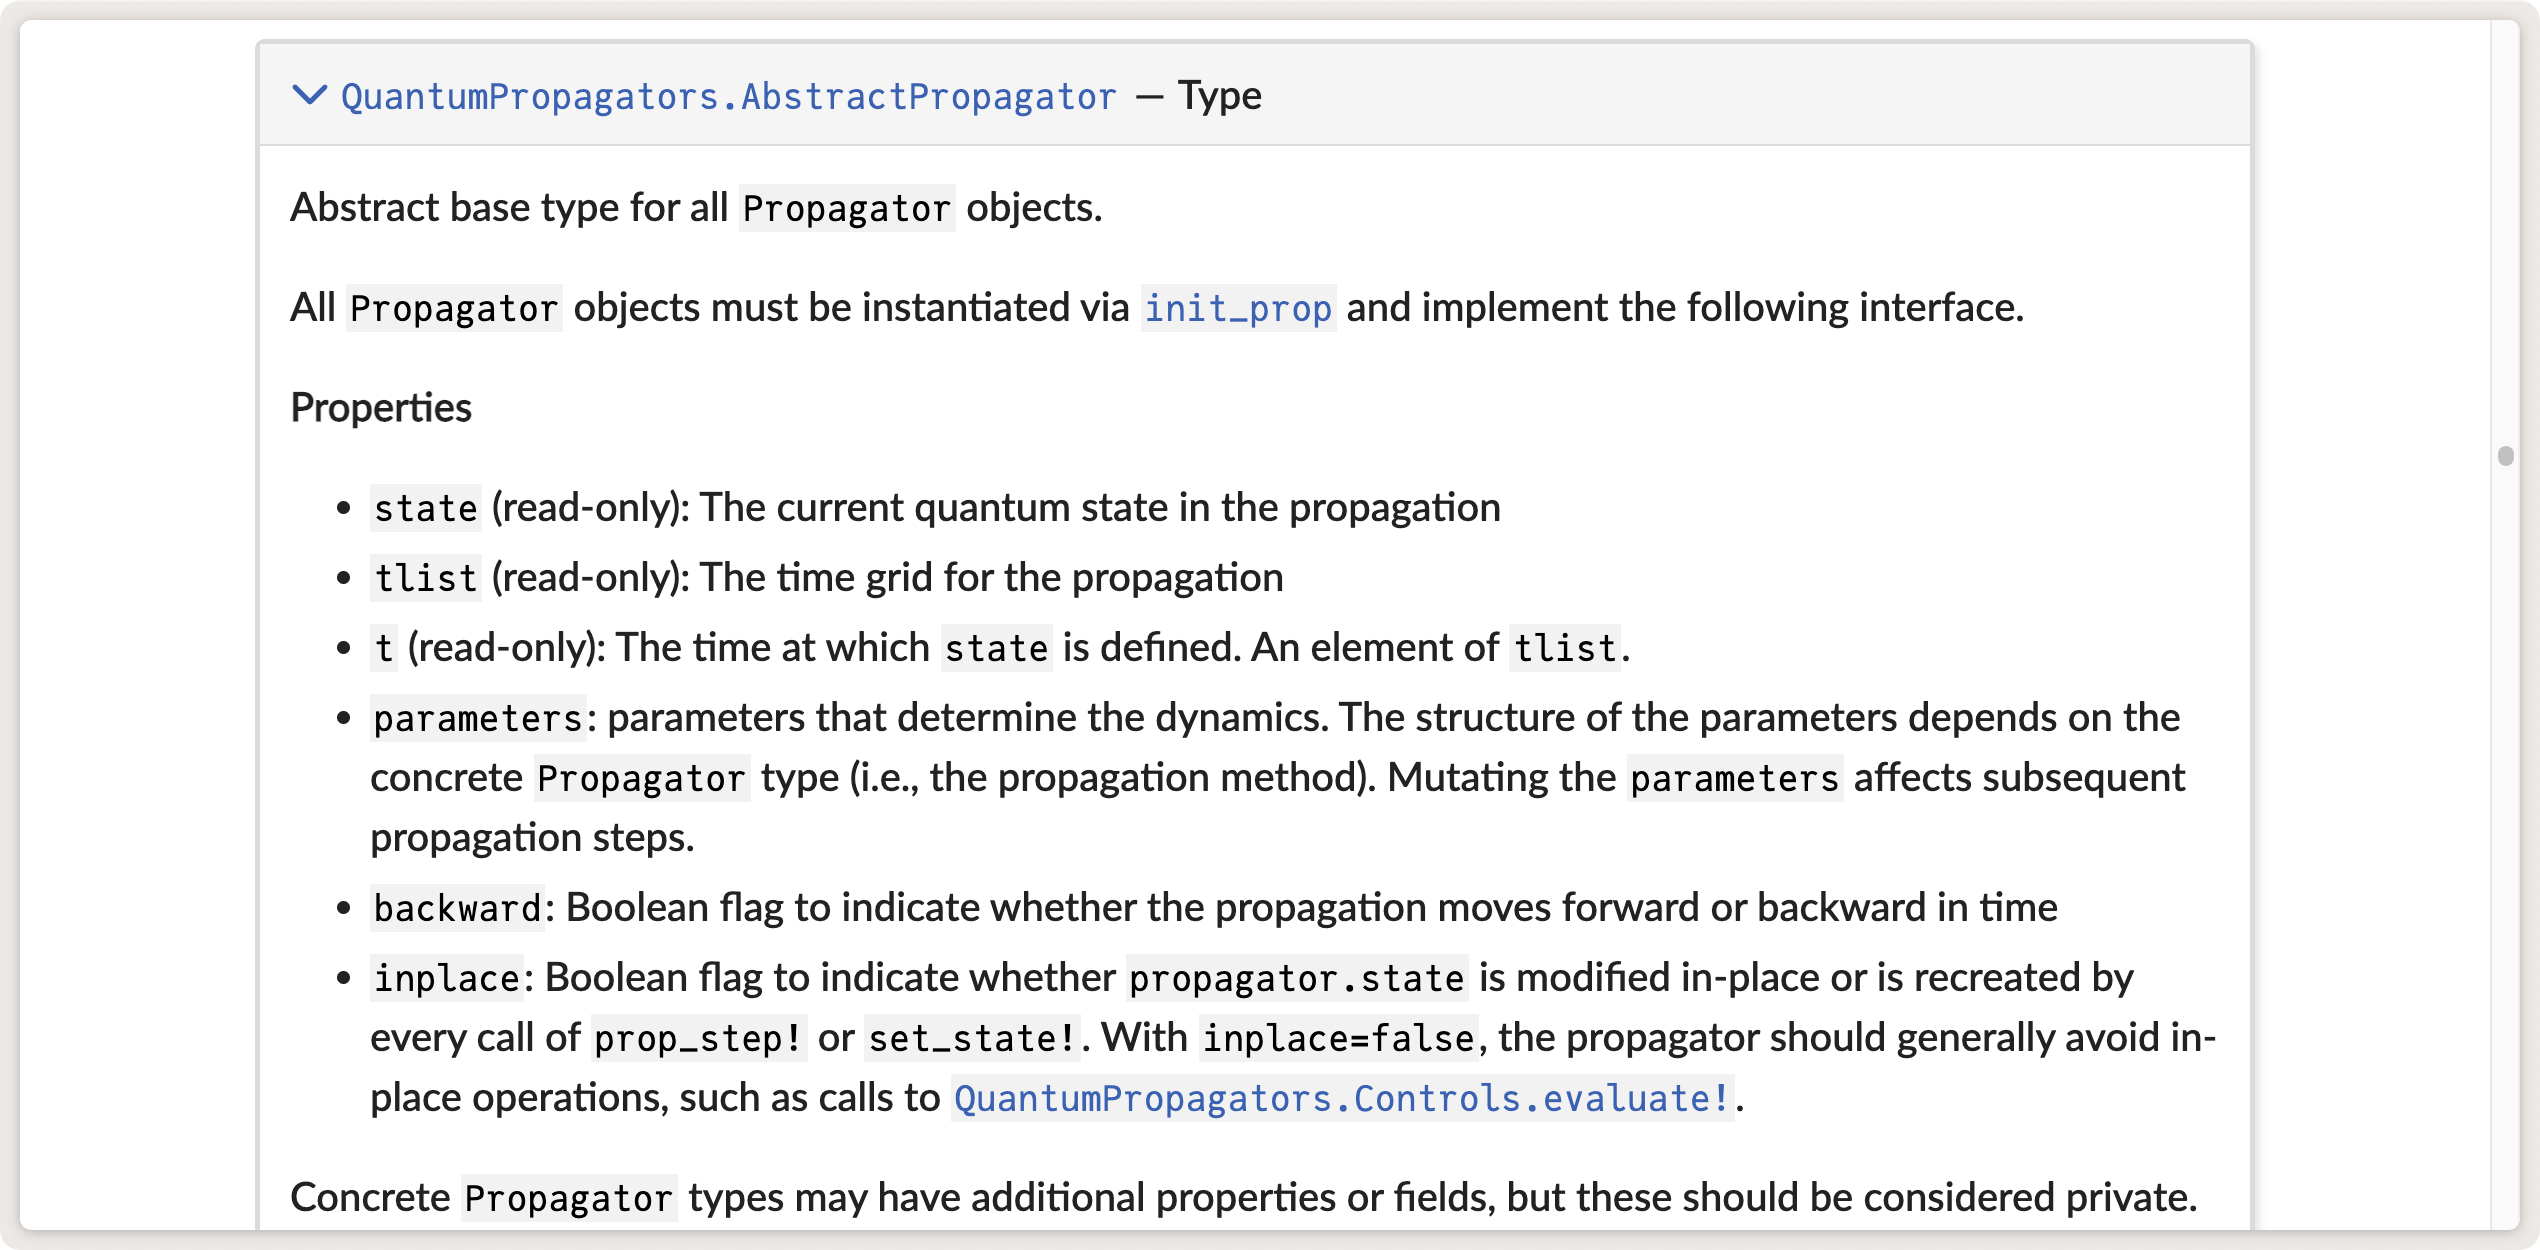 QuantumPropagators.AbstractPropagator — Type
Abstract base type for all Propagator objects.
All Propagator objects must be instantiated via init_prop and implement the following interface.
Properties
• state (read-only): The current quantum state in the propagation
• tlist (read-only): The time grid for the propagation
• t (read-only): The time at which state is defined. An element of tlist.
• parameters: parameters that determine the dynamics. The structure of the parameters depends on the
concrete Propagator type (i.e., the propagation method). Mutating the parameters affects subsequent
propagation steps.
• backward: Boolean flag to indicate whether the propagation moves forward or backward in time
• inplace: Boolean flag to indicate whether propagator.state is modified in-place or is recreated by
every call of prop_step! or set_state!. With inplace=false, the propagator should generally avoid in-
place operations, such as calls to QuantumPropagators.Controls.evaluate!.
Concrete Propagator types may have additional properties or fields, but these should be considered private.